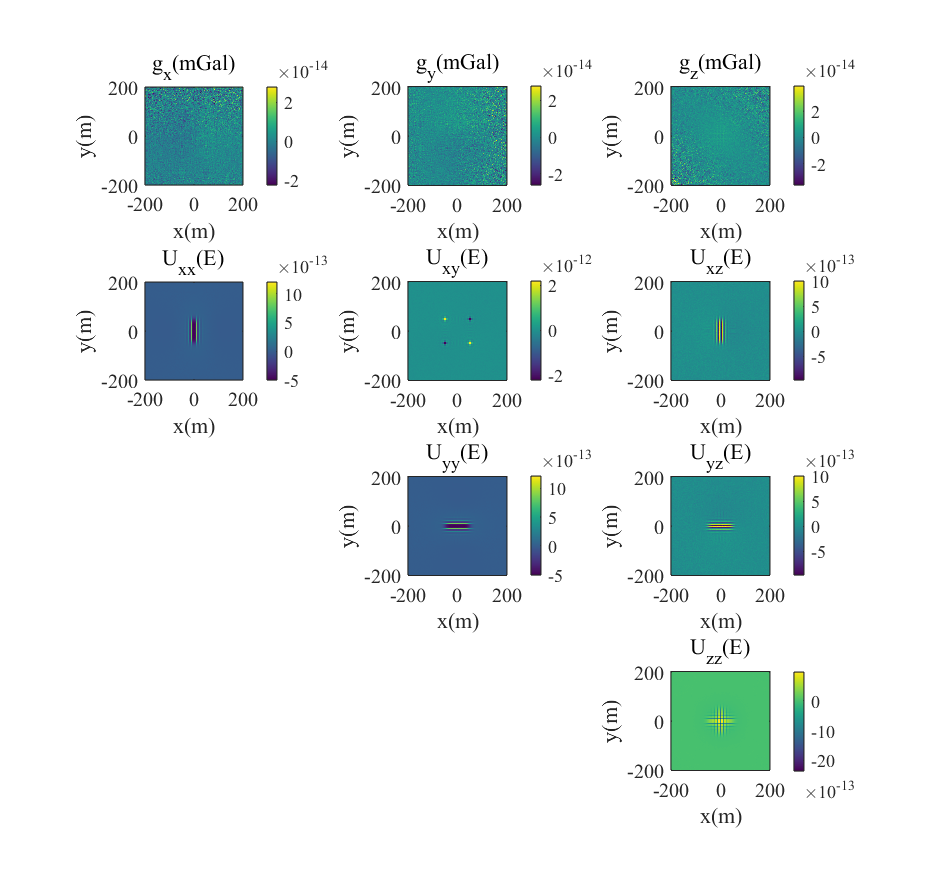 g_x(mGal) g_y(mGal) g_z(mGal)
×10^-14 ×10^-14 ×10^-14
200 2 200 2 200 2
y(m) 0 0 y(m) 0 0 y(m) 0 0
-200 -2 -200 -2 -200 -2
-200 0 200 -200 0 200 -200 0 200
x(m) x(m) x(m)
U_xx(E) U_xy(E) U_xz(E)
×10^-13 ×10^-12 ×10^-13
200 10 200 2 200 10
5 5
y(m) 0 0 y(m) 0 0 y(m) 0 0
-5
-200 -5 -200 -2 -200
-200 0 200 -200 0 200 -200 0 200
x(m) x(m) x(m)
U_yy(E) U_yz(E)
×10^-13 ×10^-13
200 10 200 10
5 5
y(m) 0 0 y(m) 0 0
-5
-200 -5 -200
-200 0 200 -200 0 200
x(m) x(m)
U_zz(E)
200
0
y(m) 0 -10
-20
-200 ×10^-13
-200 0 200
x(m)